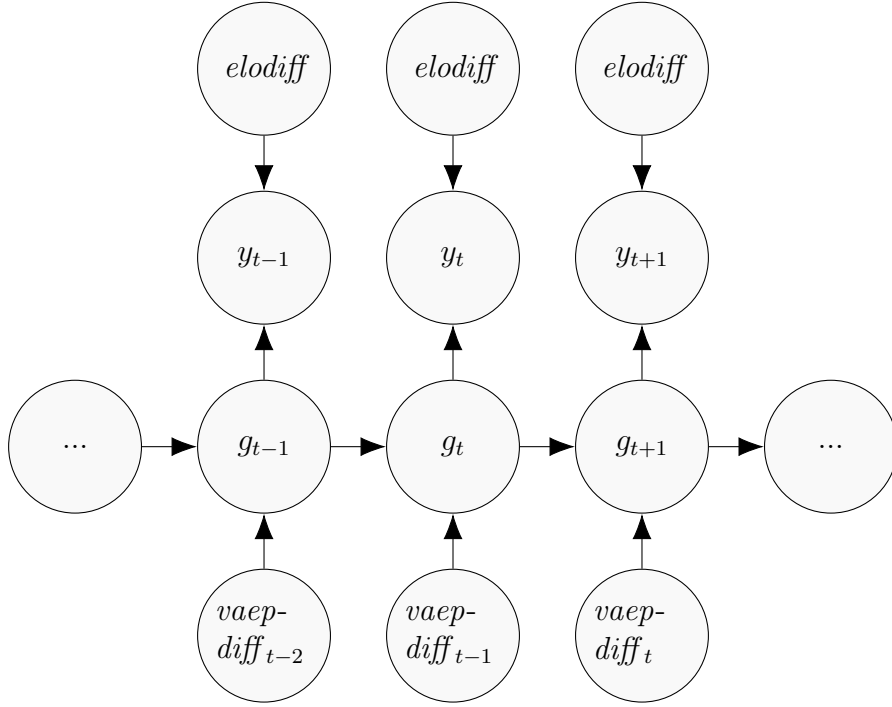 elodiff elodiff elodiff
y_{t−1} y_t y_{t+1}
... g_{t−1} g_t g_{t+1} ...
vaep- vaep- vaep-
diff_{t−2} diff_{t−1} diff_t